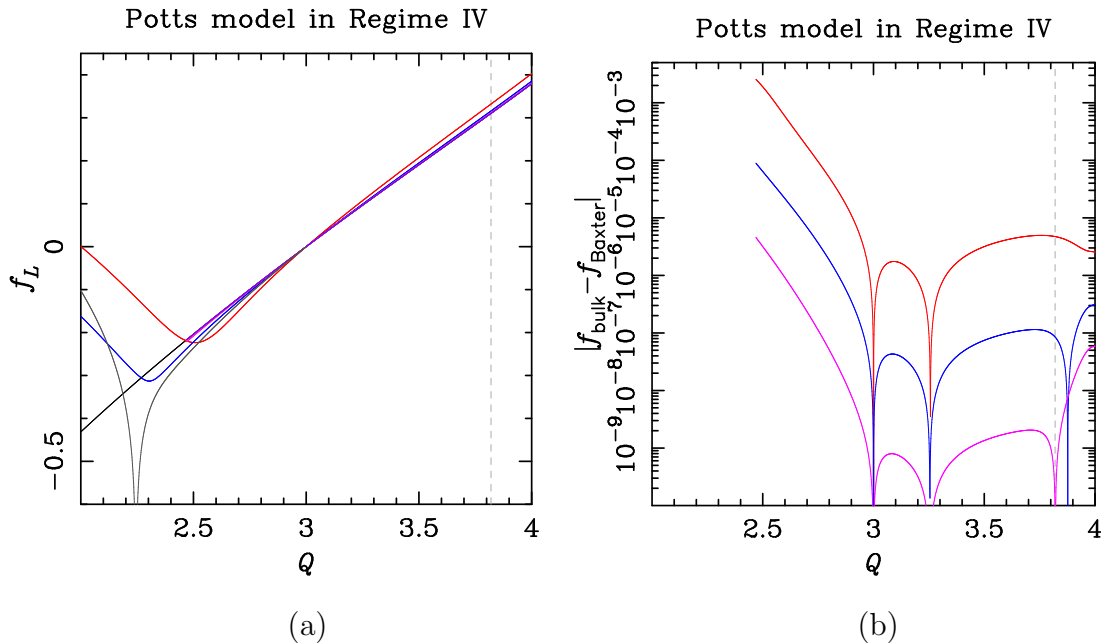 Potts model in Regime IV
f_L
0
−0.5
2.5 3 3.5 4
Q
(a)
Potts model in Regime IV
|f_bulk − f_Baxter|
10^−3
10^−4
10^−5
10^−6
10^−7
10^−8
10^−9
2.5 3 3.5 4
Q
(b)